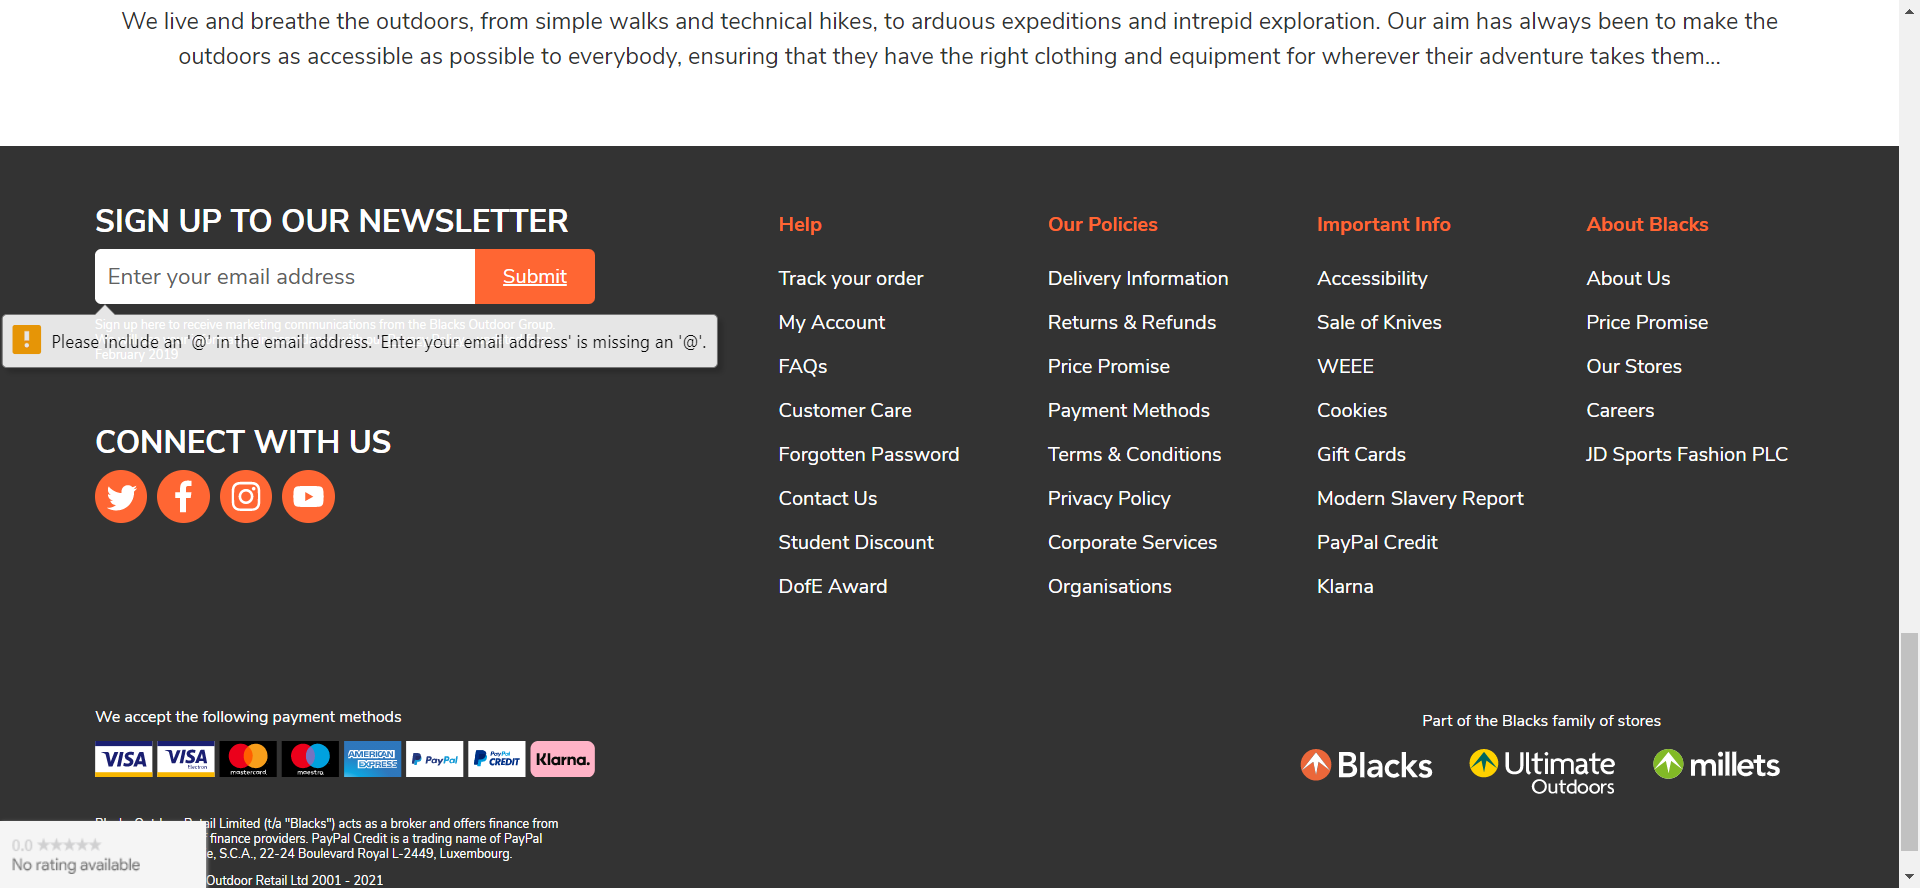 We live and breathe the outdoors, from simple walks and technical hikes, to arduous expeditions and intrepid exploration. Our aim has always been to make the
outdoors as accessible as possible to everybody, ensuring that they have the right clothing and equipment for wherever their adventure takes them...
SIGN UP TO OUR NEWSLETTER
Enter your email address
Submit
Sign up here to receive marketing communications from the Blacks Outdoor Group.
Please include an '@' in the email address. 'Enter your email address' is missing an '@'.
February 2019
CONNECT WITH US
Help
Track your order
My Account
FAQs
Customer Care
Forgotten Password
Contact Us
Student Discount
DofE Award
Our Policies
Delivery Information
Returns & Refunds
Price Promise
Payment Methods
Terms & Conditions
Privacy Policy
Corporate Services
Organisations
Important Info
Accessibility
Sale of Knives
WEEE
Cookies
Gift Cards
Modern Slavery Report
PayPal Credit
Klarna
About Blacks
About Us
Price Promise
Our Stores
Careers
JD Sports Fashion PLC
We accept the following payment methods
VISA
VISA Electron
mastercard
maestro
AMERICAN EXPRESS
PayPal
PayPal CREDIT
Klarna.
Part of the Blacks family of stores
Blacks
Ultimate Outdoors
millets
Limited (t/a "Blacks") acts as a broker and offers finance from
finance providers. PayPal Credit is a trading name of PayPal
S.C.A., 22-24 Boulevard Royal L-2449, Luxembourg.
Outdoor Retail Ltd 2001 - 2021
0.0
No rating available